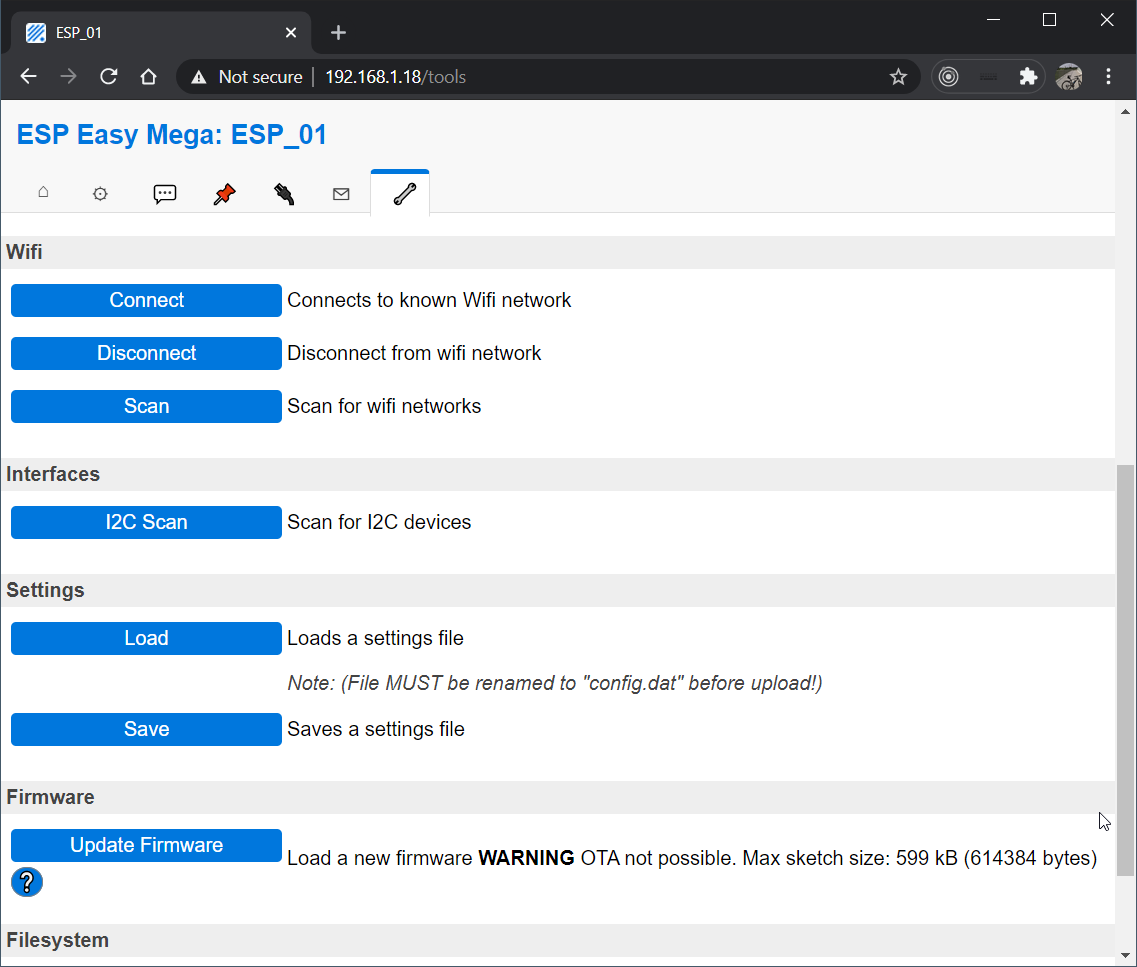 ESP_01
Not secure 192.168.1.18/tools
ESP Easy Mega: ESP_01
Wifi
Connect Connects to known Wifi network
Disconnect Disconnect from wifi network
Scan Scan for wifi networks
Interfaces
I2C Scan Scan for I2C devices
Settings
Load Loads a settings file
Note: (File MUST be renamed to "config.dat" before upload!)
Save Saves a settings file
Firmware
Update Firmware Load a new firmware WARNING OTA not possible. Max sketch size: 599 kB (614384 bytes)
?
Filesystem